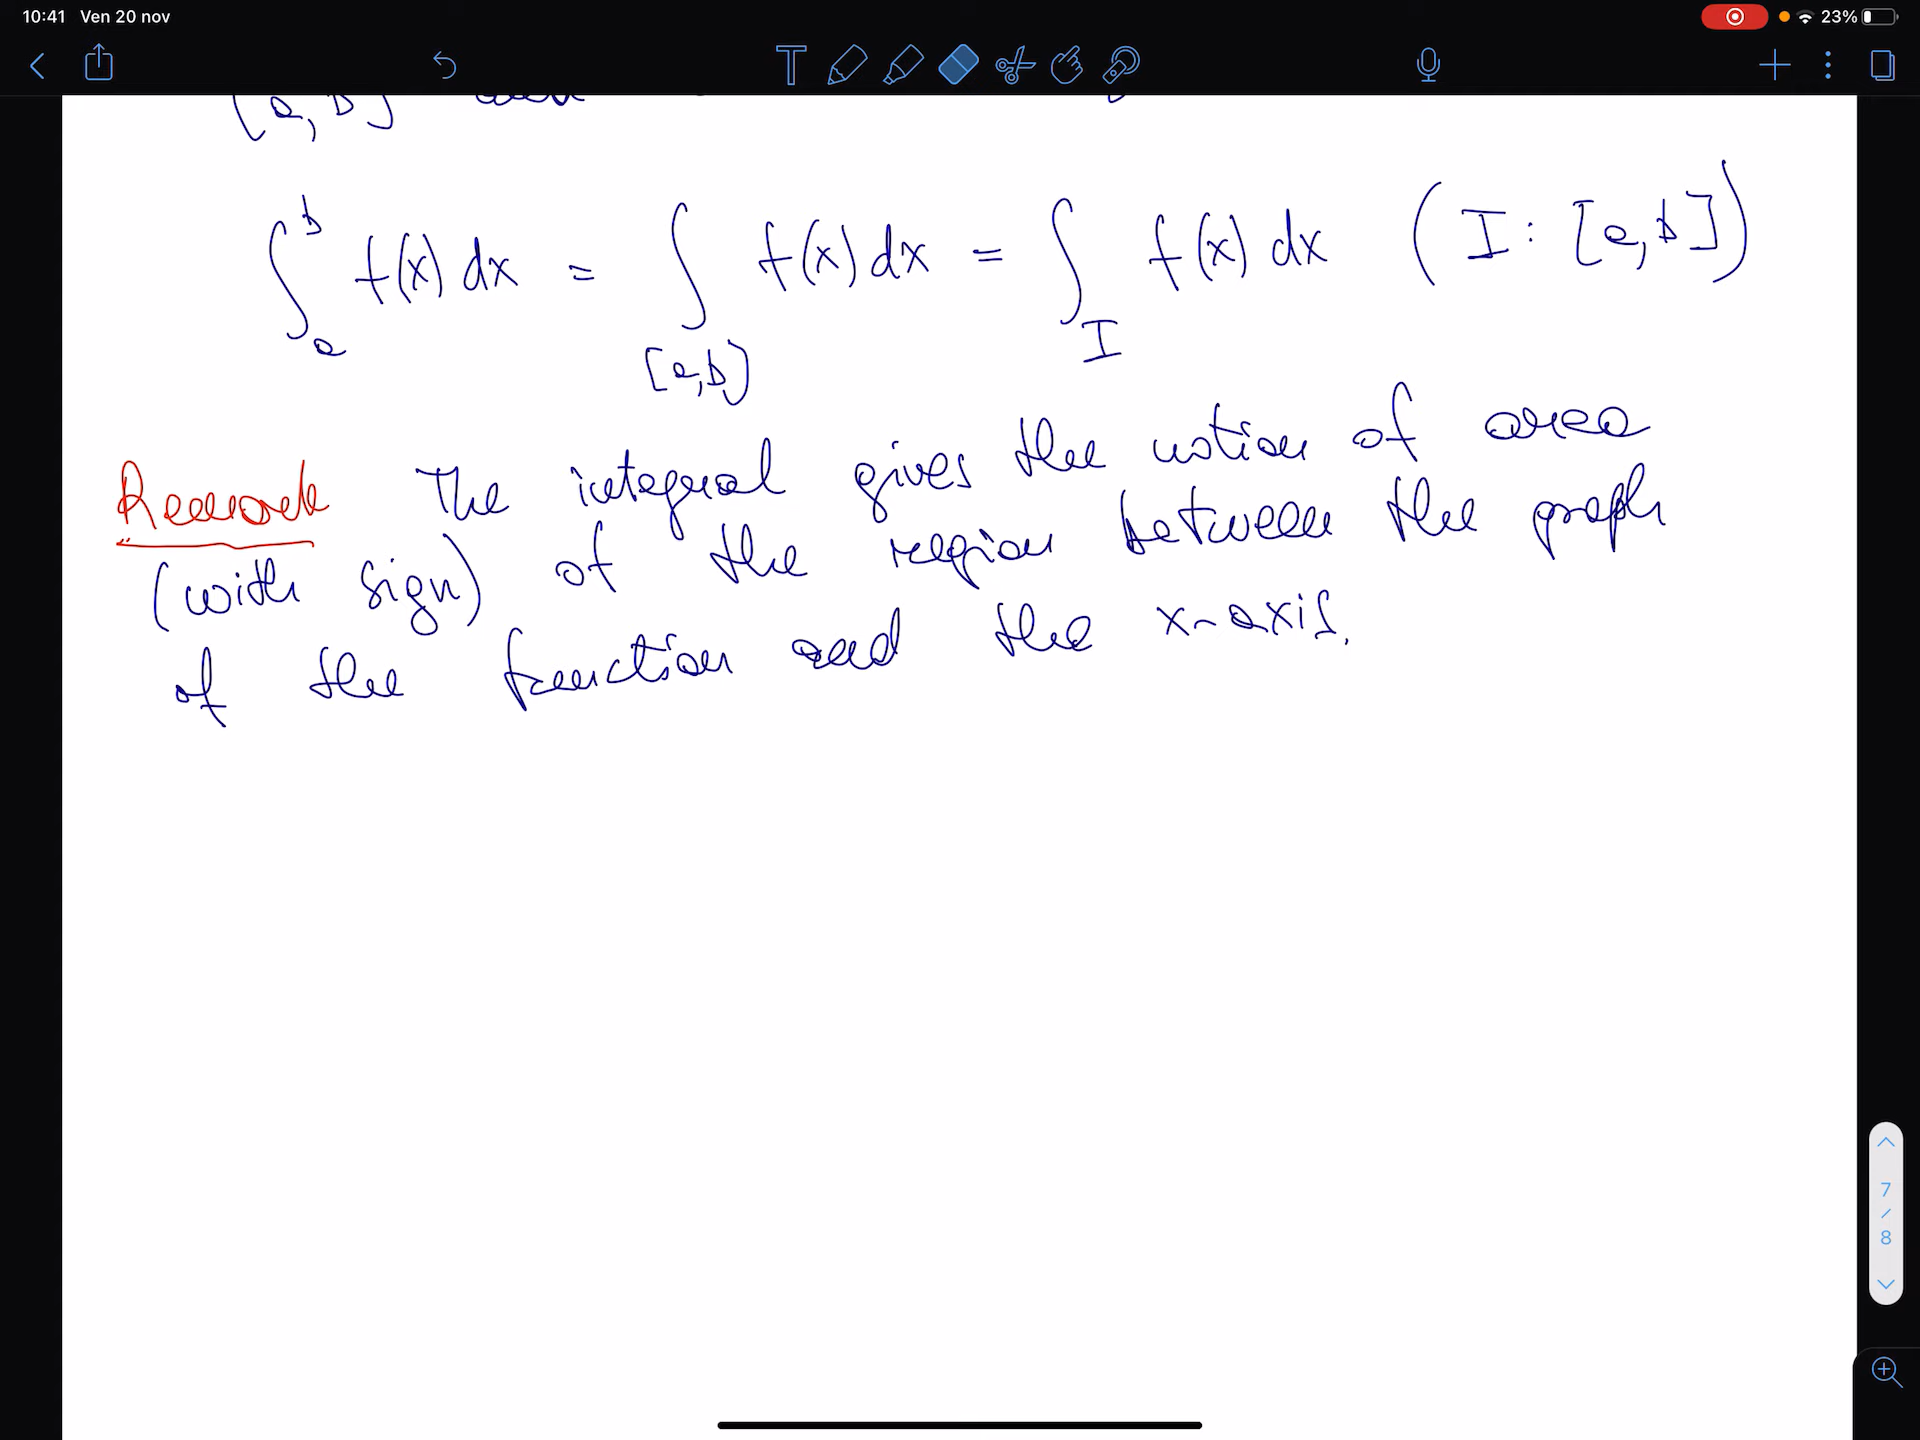 10:41 Ven 20 nov
23%
[a, b] and
∫_a^b f(x) dx = ∫_[a,b] f(x) dx = ∫_I f(x) dx (I: [a, b])
Remark The integral gives the notion of area
(with sign) of the region between the graph
of the function and the x-axis.
7
/
8